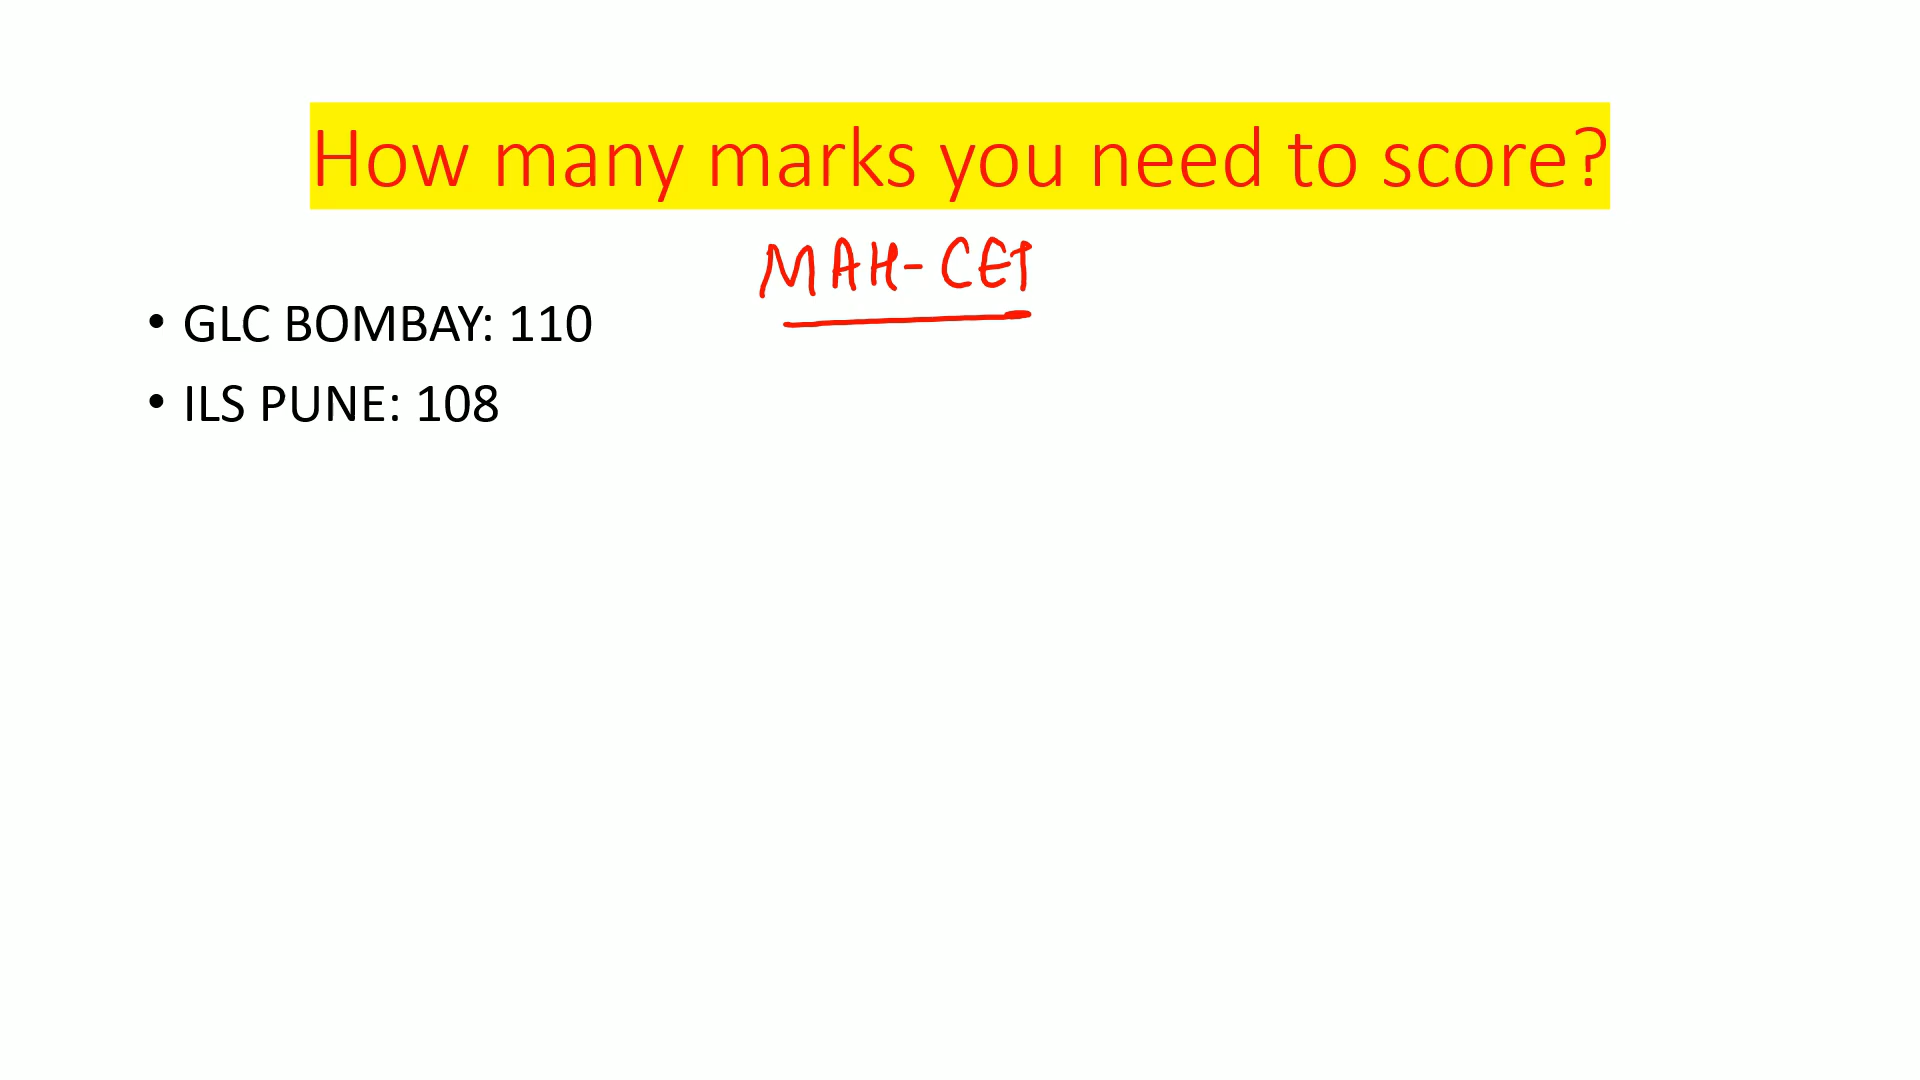 How many marks you need to score?
MAH-CET
• GLC BOMBAY: 110
• ILS PUNE: 108